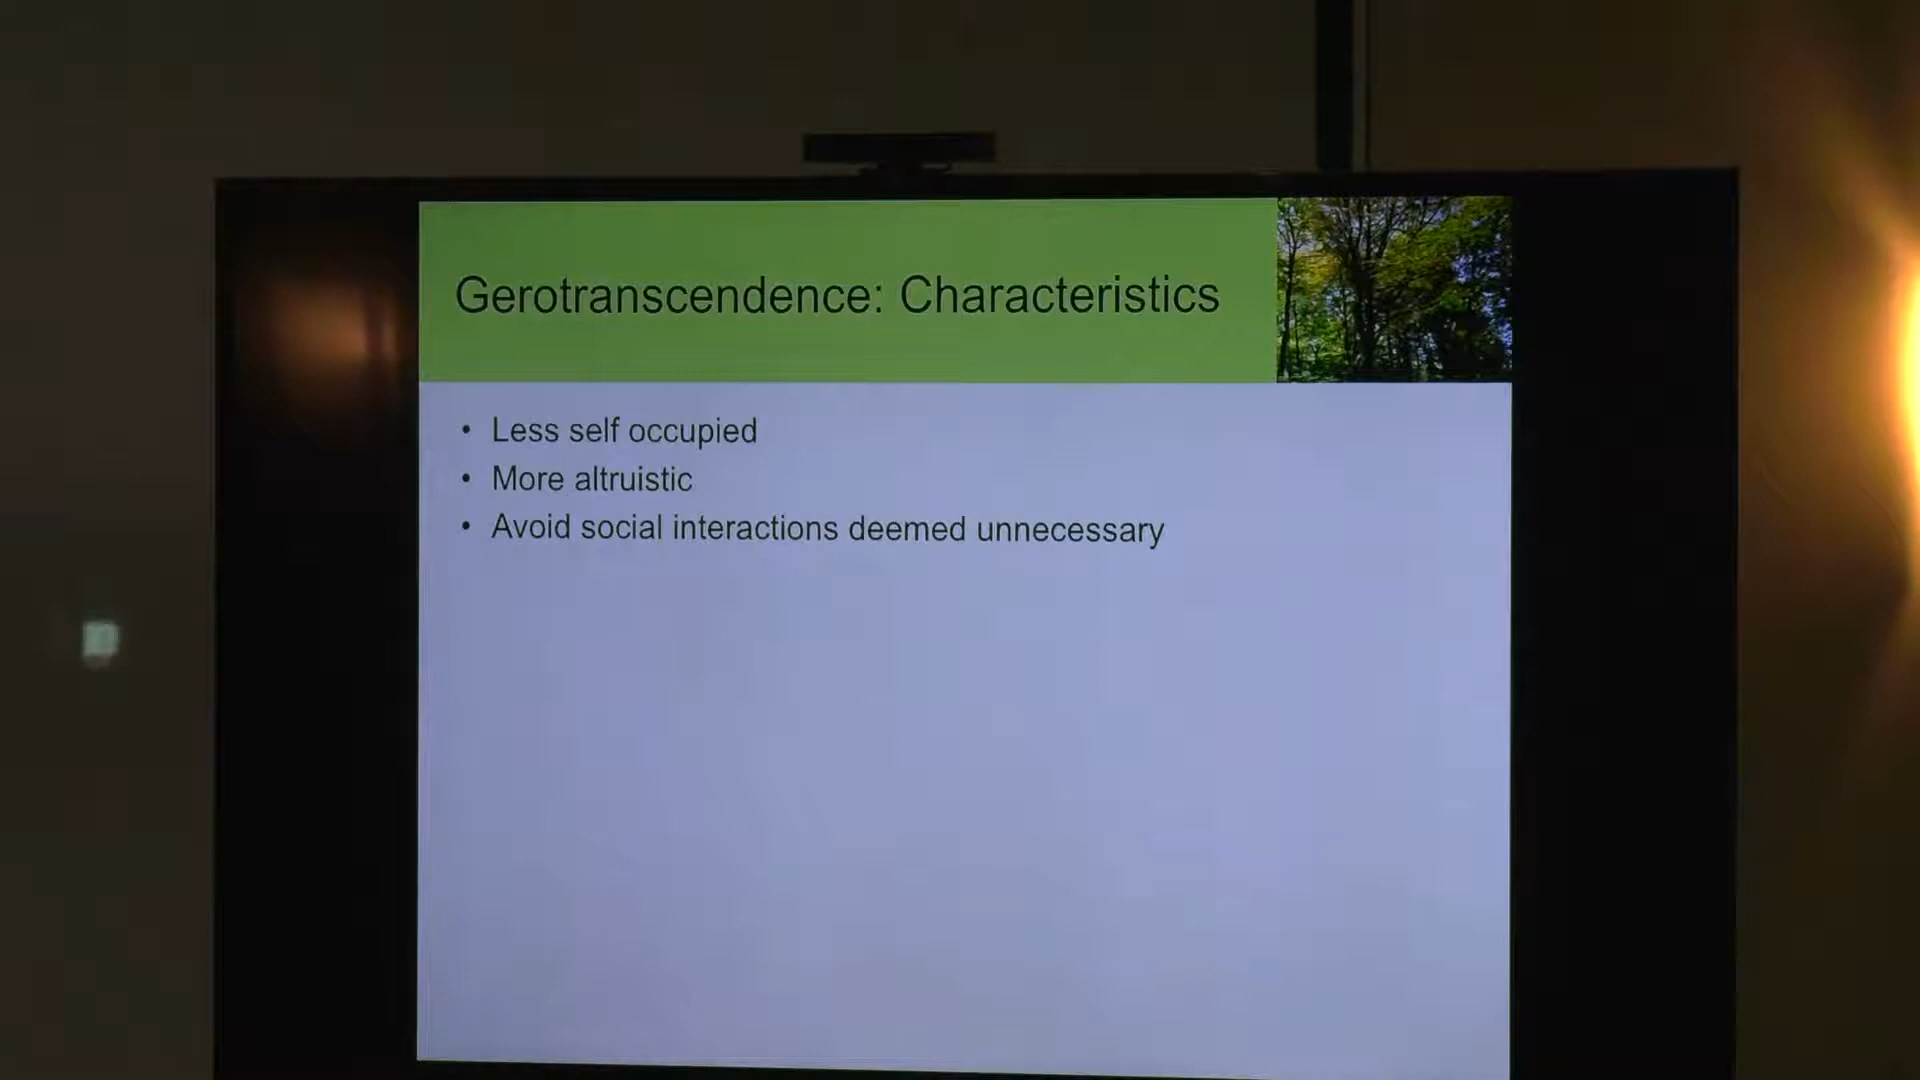 Gerotranscendence: Characteristics
• Less self occupied
• More altruistic
• Avoid social interactions deemed unnecessary